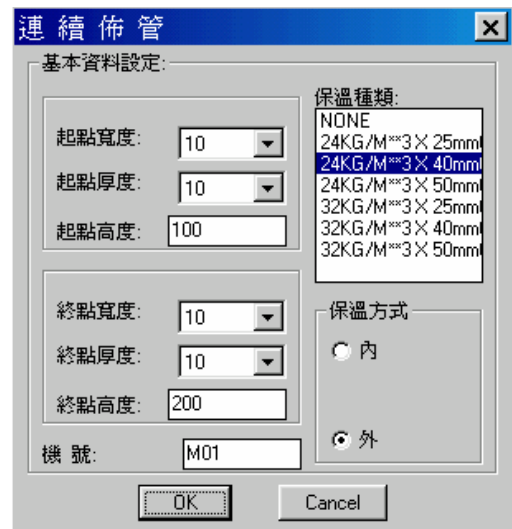 連續佈管
基本資料設定:
起點寬度: 10
起點厚度: 10
起點高度: 100
終點寬度: 10
終點厚度: 10
終點高度: 200
機 號: M01
保溫種類:
NONE
24KG/M**3×25mm
24KG/M**3×40mm
24KG/M**3×50mm
32KG/M**3×25mm
32KG/M**3×40mm
32KG/M**3×50mm
保溫方式
內
外
OK
Cancel